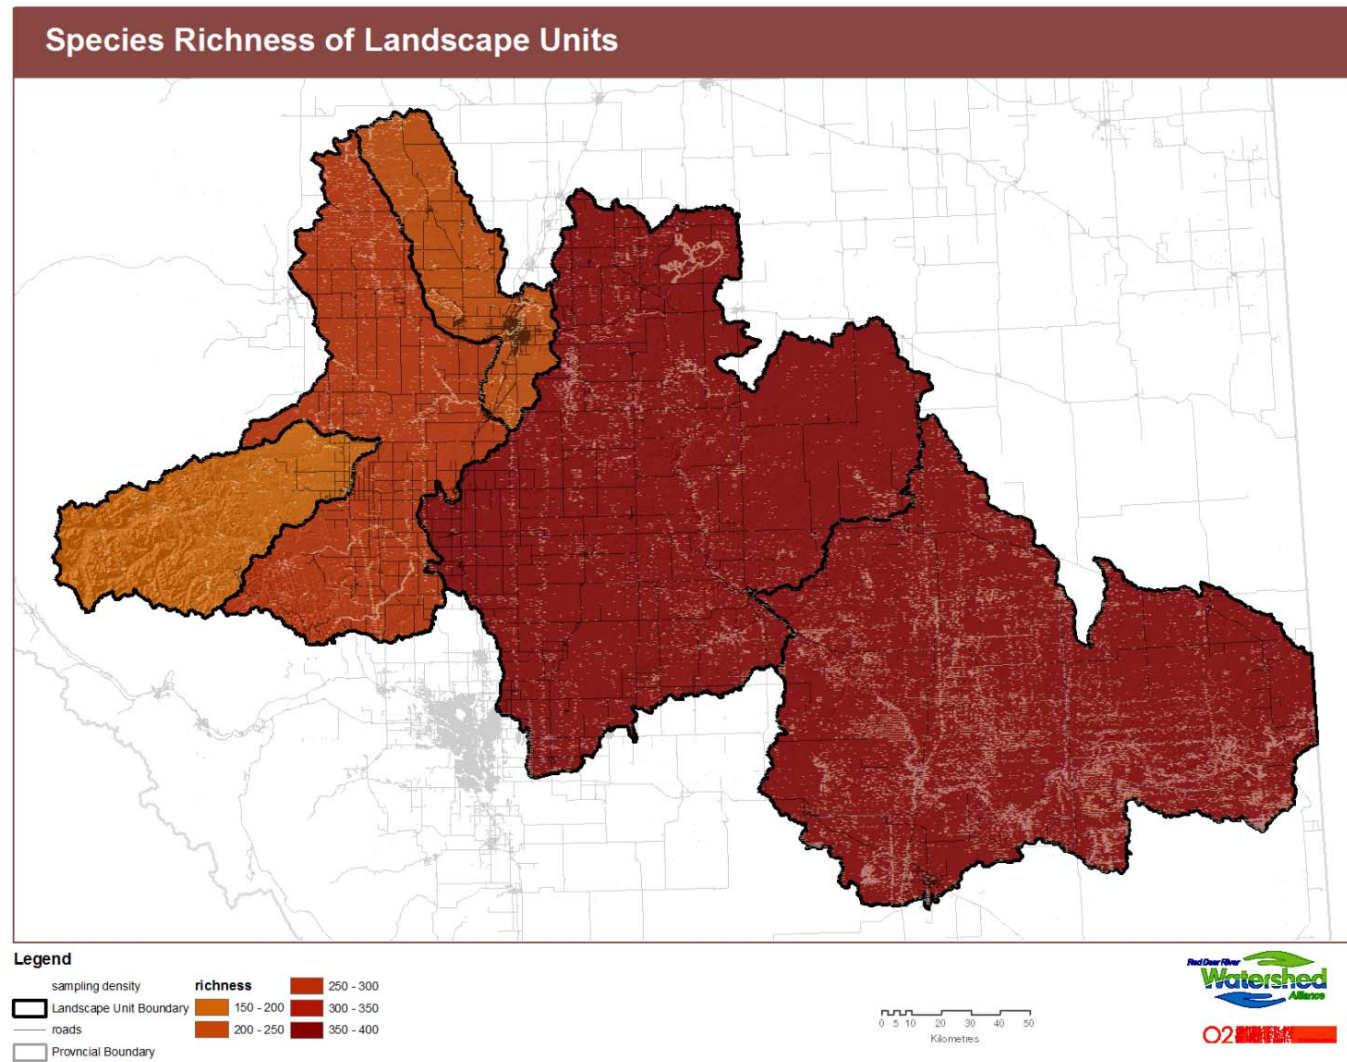 Species Richness of Landscape Units
Legend
sampling density
Landscape Unit Boundary
roads
Provncial Boundary
richness
150 - 200
200 - 250
250 - 300
300 - 350
350 - 400
0 5 10 20 30 40 50
Kilometres
Red Deer River
Watershed
Alliance
O2